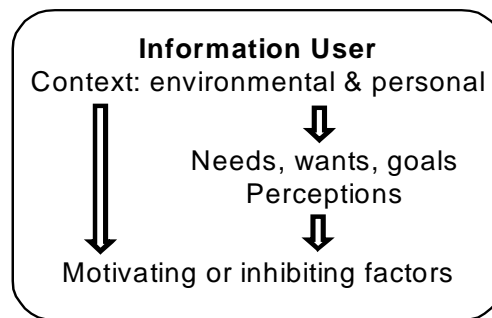 Information User
Context: environmental & personal
Needs, wants, goals
Perceptions
Motivating or inhibiting factors